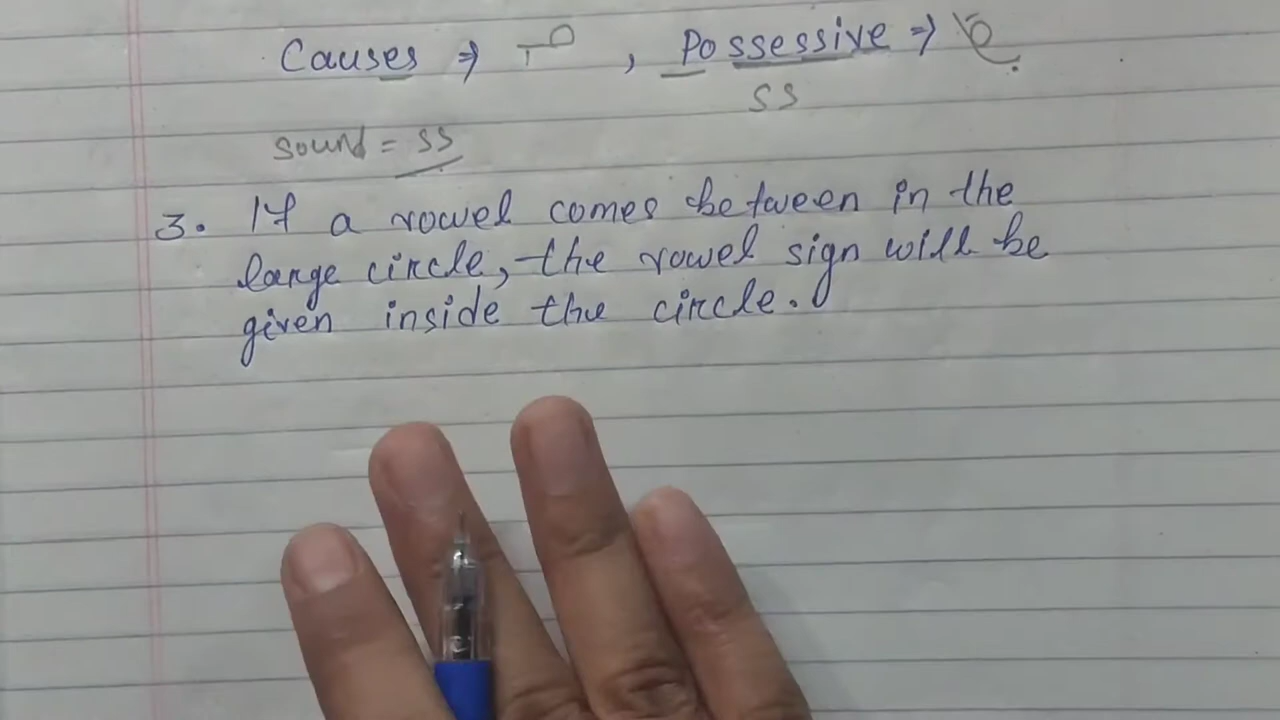 Causes ⇒ , Possessive ⇒
ss
sound = ss
3. If a vowel comes between in the
large circle, the vowel sign will be
given inside the circle.